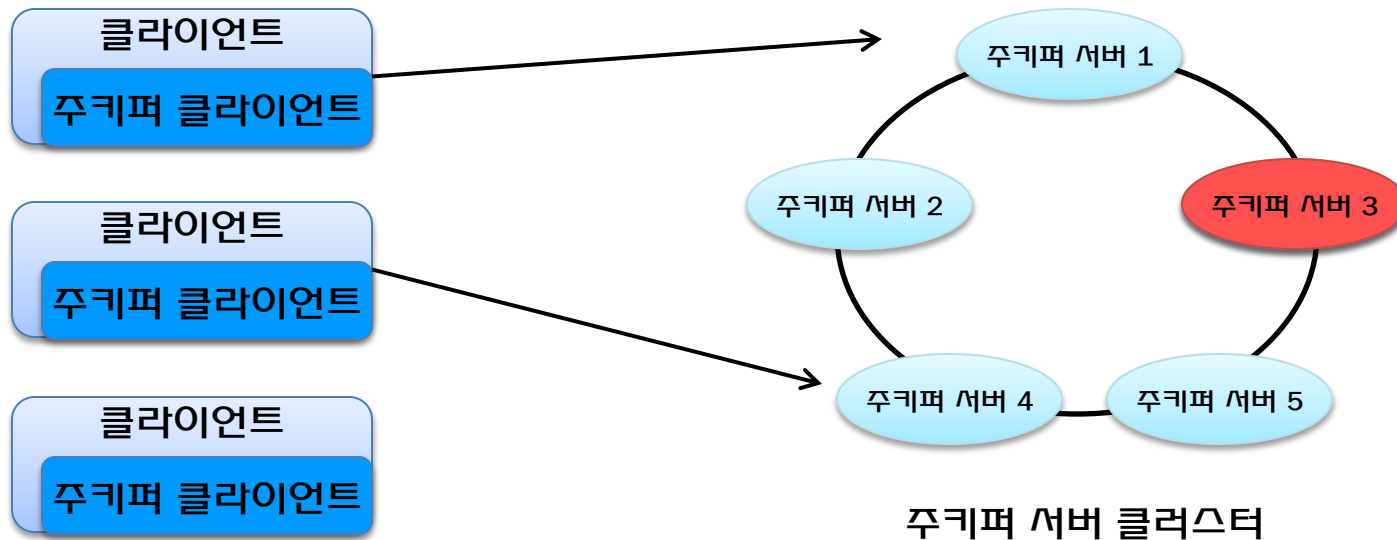 클라이언트
주키퍼 클라이언트
클라이언트
주키퍼 클라이언트
클라이언트
주키퍼 클라이언트
주키퍼 서버 1
주키퍼 서버 2
주키퍼 서버 3
주키퍼 서버 4
주키퍼 서버 5
주키퍼 서버 클러스터